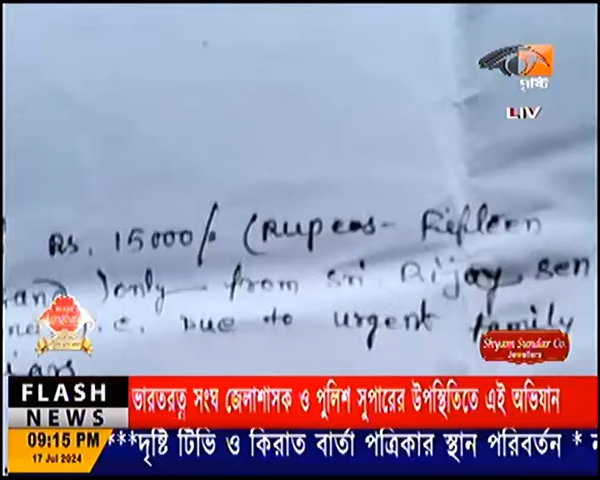 দৃষ্টি
LIV
Rs. 15000/- (Rupees- Fifteen
)only from Sri. Bijay Sen
Due to urgent family
Shyam Sundar Co.
Jewellers
FLASH
NEWS
ভারতরত্ন সংঘ জেলাশাসক ও পুলিশ সুপারের উপস্থিতিতে এই অভিযান
09:15 PM
17 Jul 2024
***দৃষ্টি টিভি ও কিরাত বার্তা পত্রিকার স্থান পরিবর্তন *